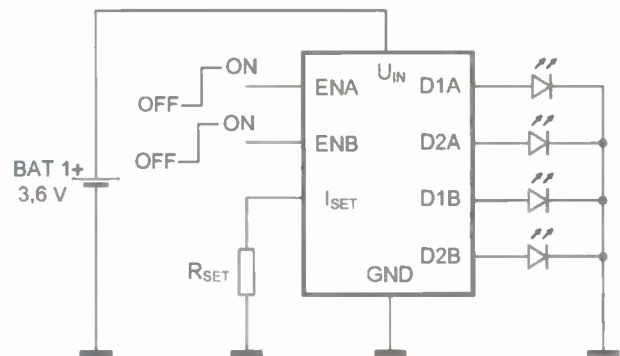 ON
OFF
ON
OFF
BAT 1+
3,6 V
R_SET
ENA
ENB
I_SET
U_IN
GND
D1A
D2A
D1B
D2B